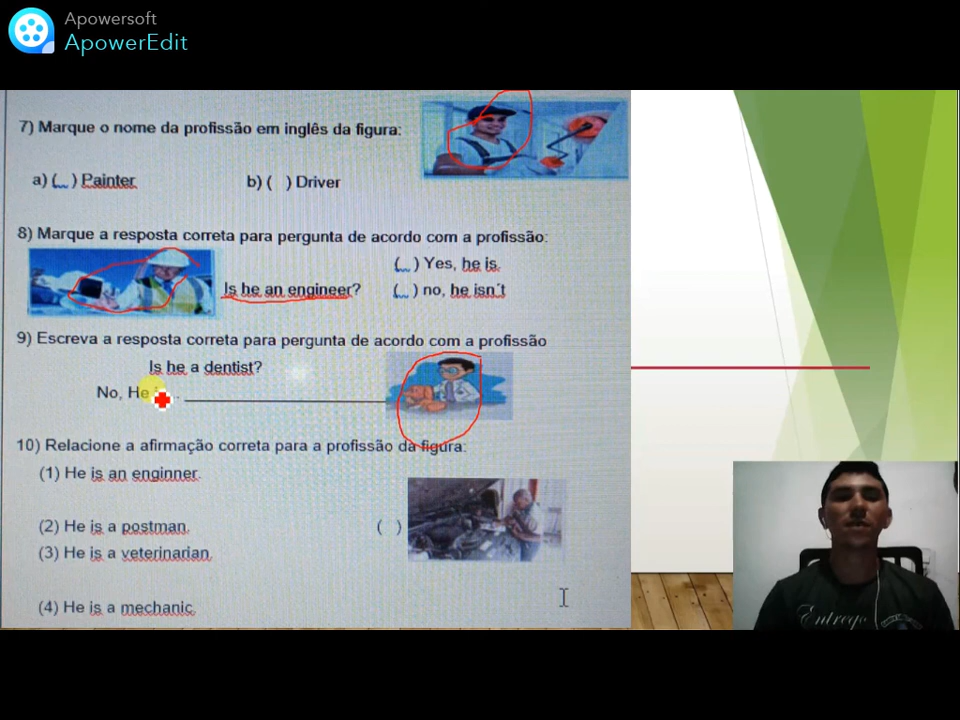 Apowersoft
ApowerEdit
7) Marque o nome da profissão em inglês da figura:
a) ( ) Painter
b) ( ) Driver
8) Marque a resposta correta para pergunta de acordo com a profissão:
( ) Yes, he is.
Is he an engineer?
( ) no, he isn´t
9) Escreva a resposta correta para pergunta de acordo com a profissão
Is he a dentist?
No, He
10) Relacione a afirmação correta para a profissão da figura:
(1) He is an enginner.
(2) He is a postman.
( )
(3) He is a veterinarian.
(4) He is a mechanic.
Entrego